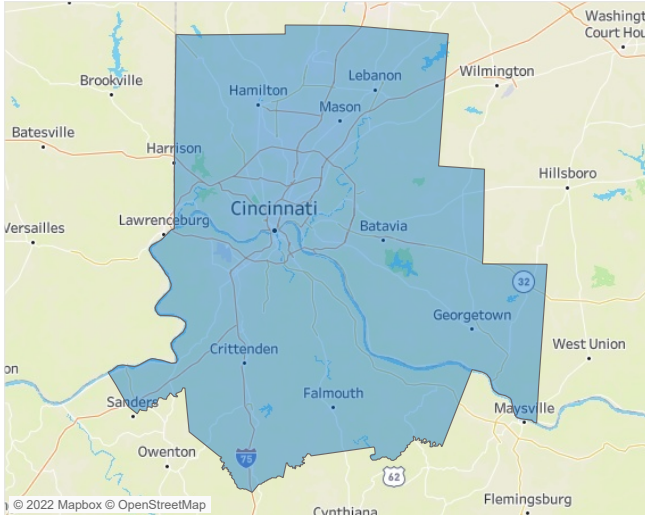 Washingt
Court Hou
Brookville
Lebanon
Wilmington
Hamilton
Mason
Batesville
Harrison
Hillsboro
Cincinnati
Lawrenceburg
Versailles
Batavia
32
Georgetown
West Union
Crittenden
on
Falmouth
Sanders
Maysville
Owenton
75
62
Flemingsburg
© 2022 Mapbox © OpenStreetMap
Cynthiana